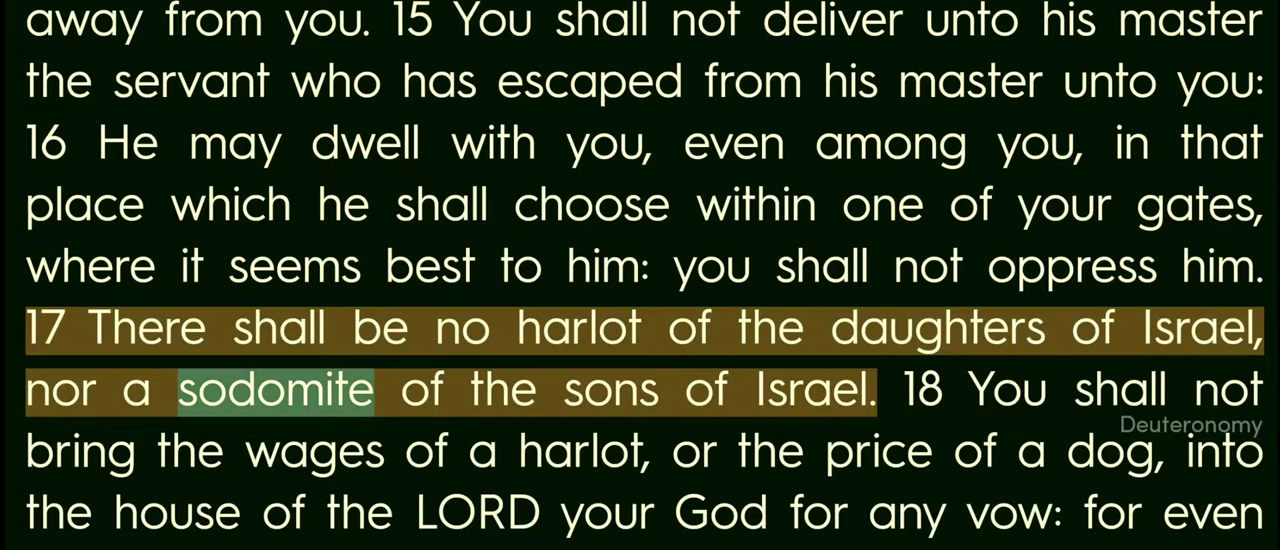 away from you. 15 You shall not deliver unto his master
the servant who has escaped from his master unto you:
16 He may dwell with you, even among you, in that
place which he shall choose within one of your gates,
where it seems best to him: you shall not oppress him.
17 There shall be no harlot of the daughters of Israel,
nor a sodomite of the sons of Israel. 18 You shall not
Deuteronomy
bring the wages of a harlot, or the price of a dog, into
the house of the LORD your God for any vow: for even